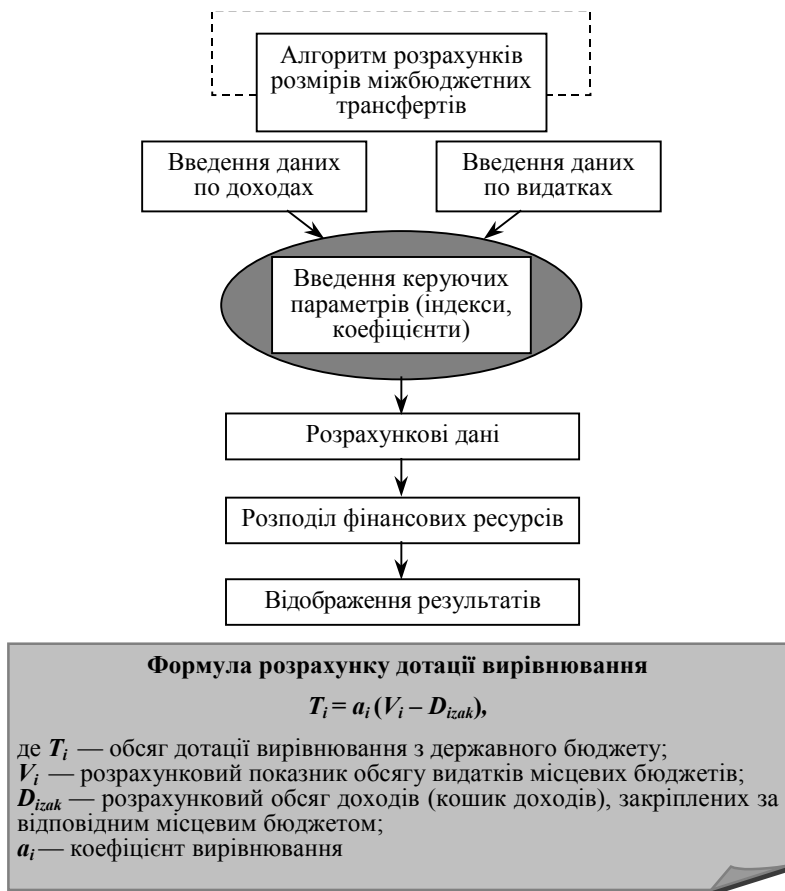 Алгоритм розрахунків
розмірів міжбюджетних
трансфертів
Введення даних
по доходах
Введення даних
по видатках
Введення керуючих
параметрів (індекси,
коефіцієнти)
Розрахункові дані
Розподіл фінансових ресурсів
Відображення результатів
Формула розрахунку дотації вирівнювання
Ti = ai (Vi – Dizak),
де Ti — обсяг дотації вирівнювання з державного бюджету;
Vi — розрахунковий показник обсягу видатків місцевих бюджетів;
Dizak — розрахунковий обсяг доходів (кошик доходів), закріплених за
відповідним місцевим бюджетом;
ai — коефіцієнт вирівнювання